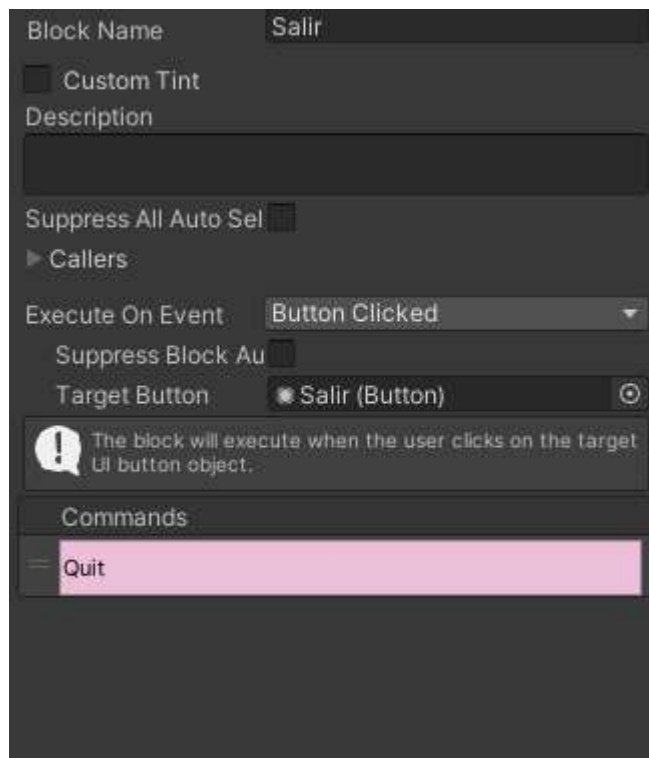 Block Name Salir
Custom Tint
Description
Suppress All Auto Sel
Callers
Execute On Event Button Clicked
Suppress Block Au
Target Button Salir (Button)
The block will execute when the user clicks on the target
UI button object.
Commands
Quit